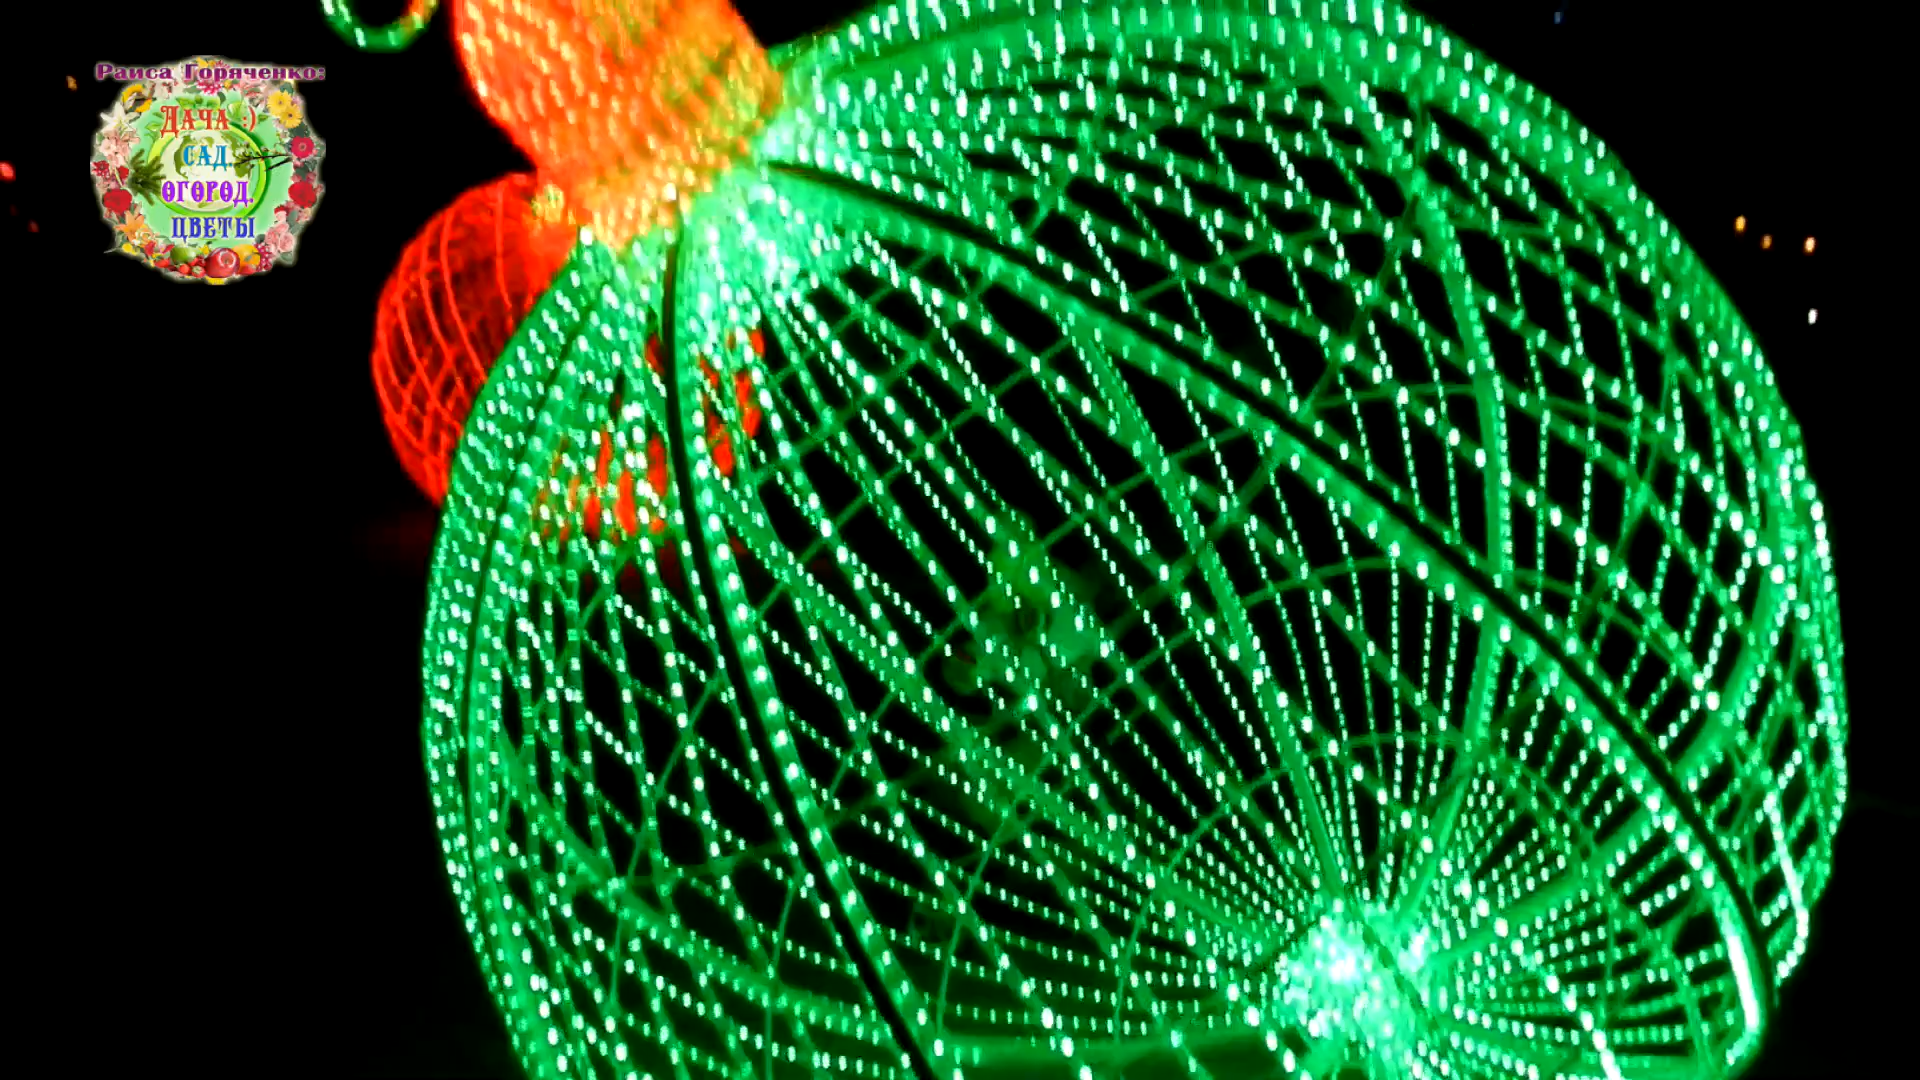 Раиса Горяченко:
Дача :)
сад,
огород,
цветы